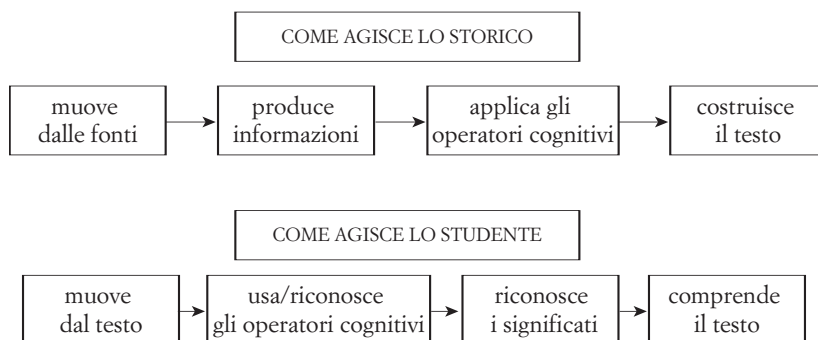 COME AGISCE LO STORICO
muove
dalle fonti
produce
informazioni
applica gli
operatori cognitivi
costruisce
il testo
COME AGISCE LO STUDENTE
muove
dal testo
usa/riconosce
gli operatori cognitivi
riconosce
i significati
comprende
il testo